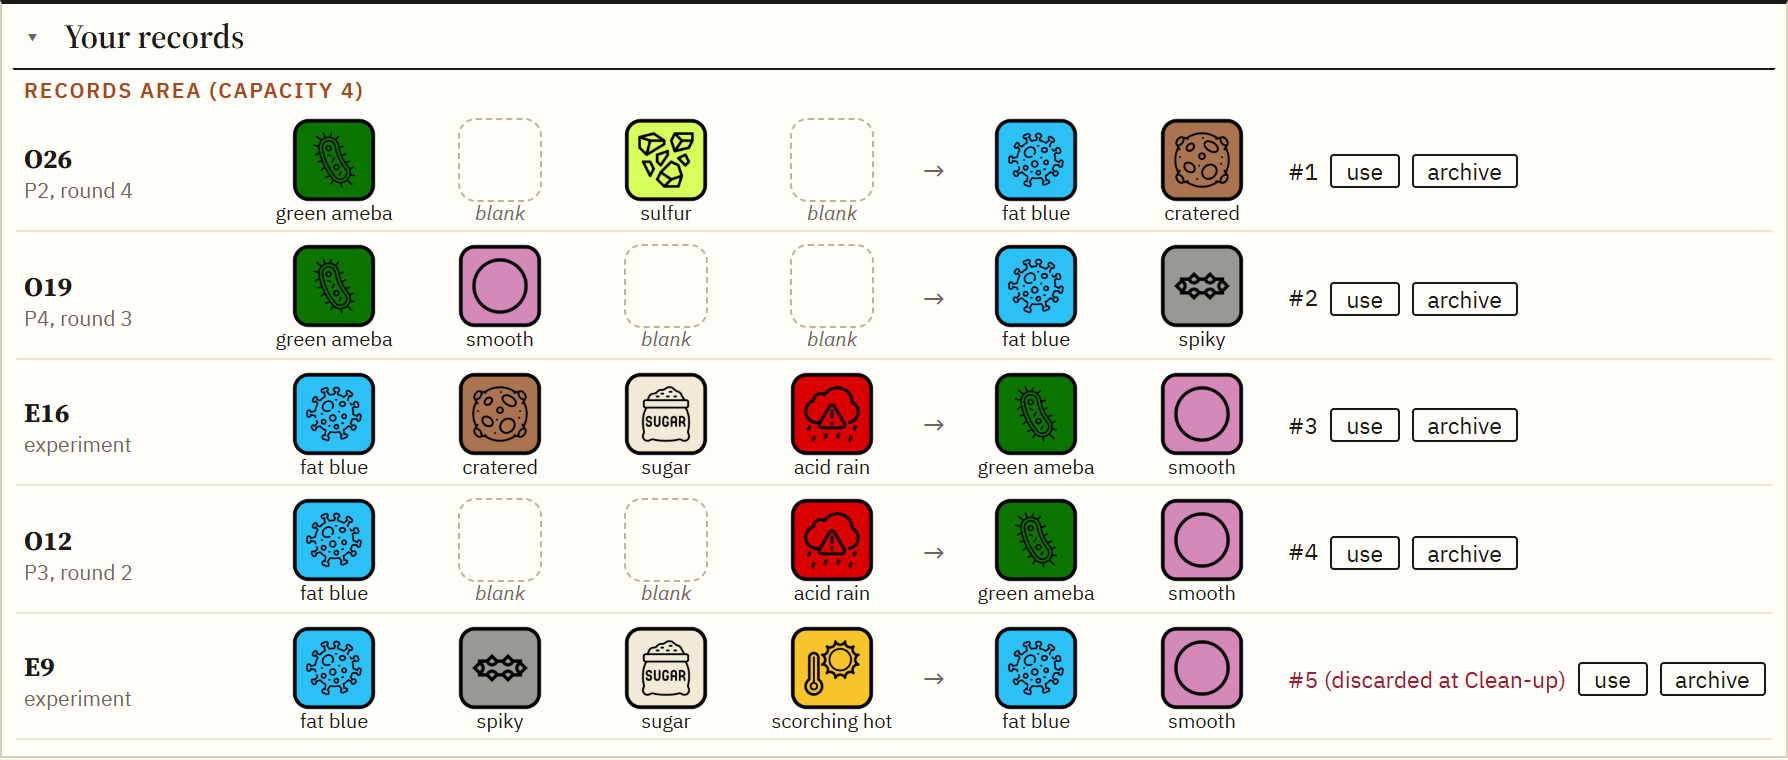 ▾ Your records
RECORDS AREA (CAPACITY 4)
O26
P2, round 4
green ameba
blank
sulfur
blank
→
fat blue
cratered
#1 use archive
O19
P4, round 3
green ameba
smooth
blank
blank
→
fat blue
spiky
#2 use archive
E16
experiment
fat blue
cratered
SUGAR
sugar
acid rain
→
green ameba
smooth
#3 use archive
O12
P3, round 2
fat blue
blank
blank
acid rain
→
green ameba
smooth
#4 use archive
E9
experiment
fat blue
spiky
SUGAR
sugar
scorching hot
→
fat blue
smooth
#5 (discarded at Clean-up) use archive